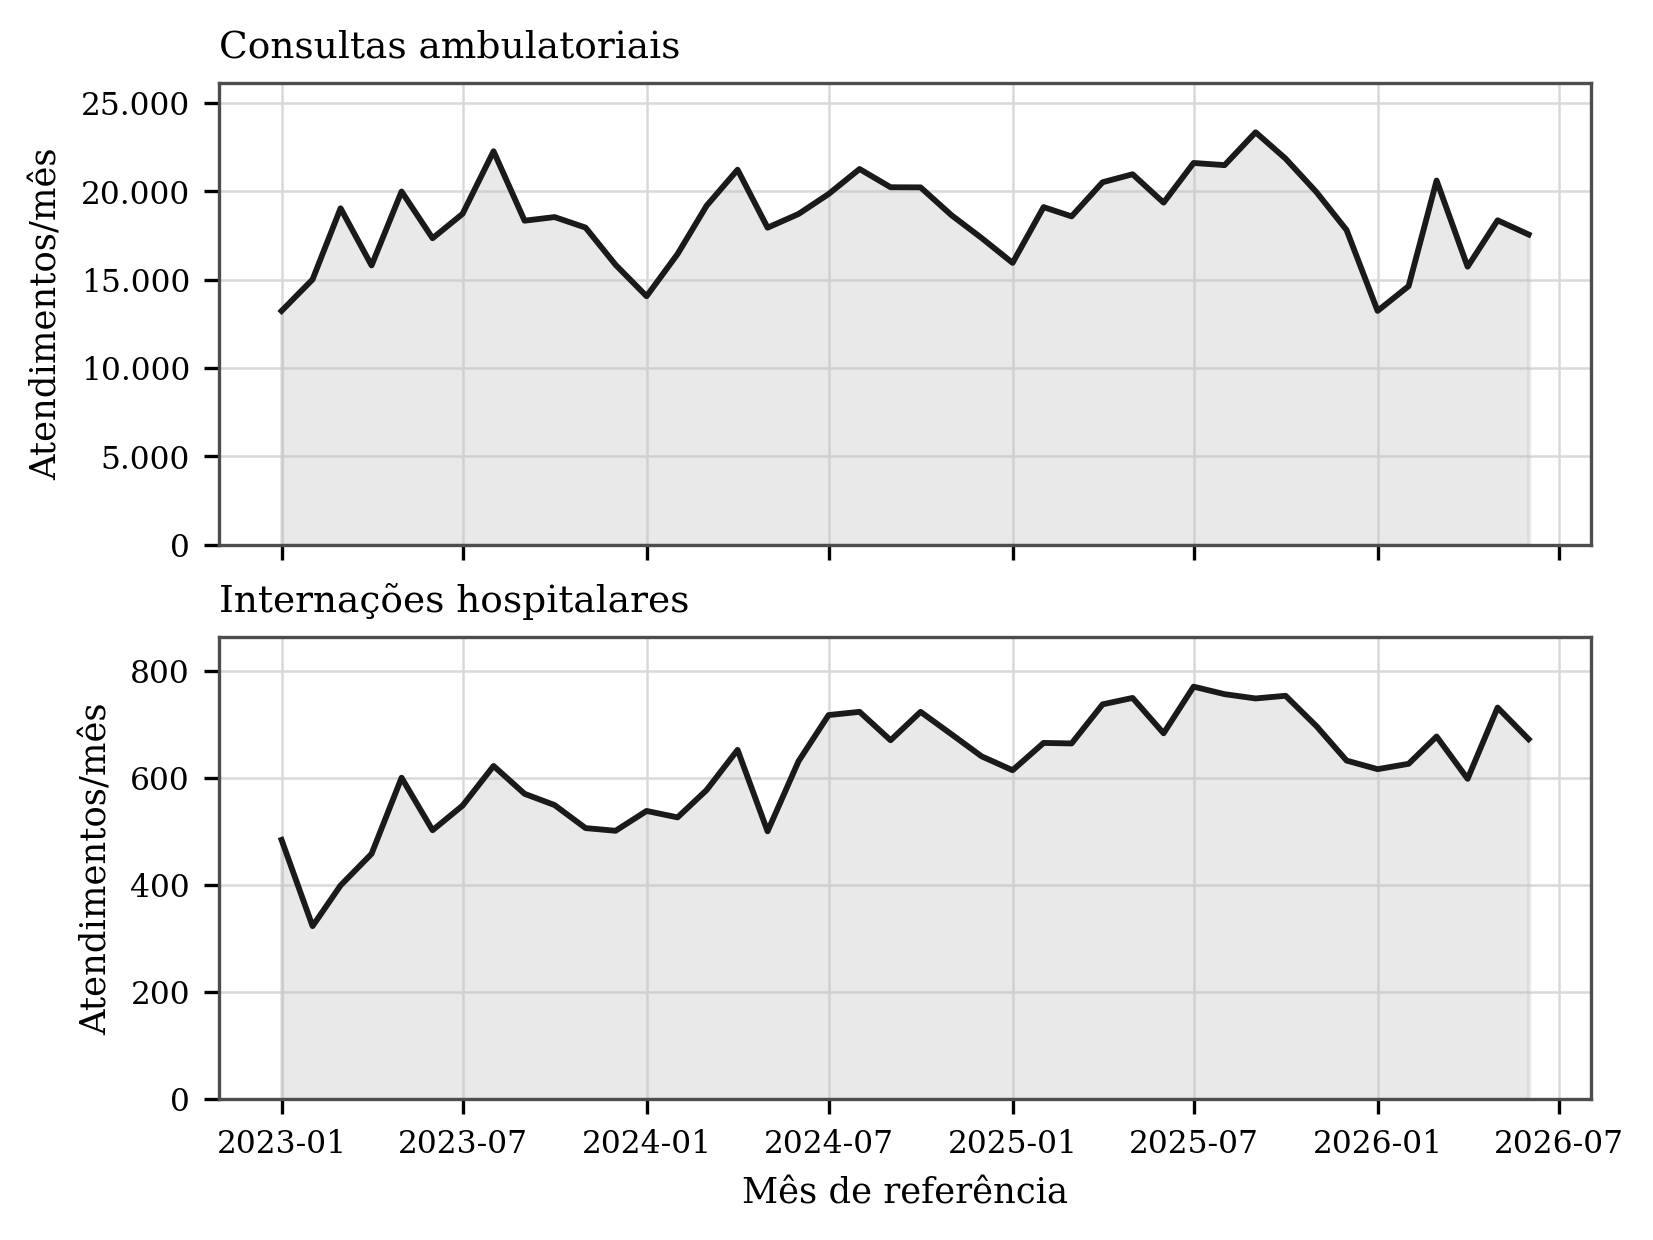 Consultas ambulatoriais
Atendimentos/mês
25.000
20.000
15.000
10.000
5.000
0
Internações hospitalares
Atendimentos/mês
800
600
400
200
0
2023-01 2023-07 2024-01 2024-07 2025-01 2025-07 2026-01 2026-07
Mês de referência